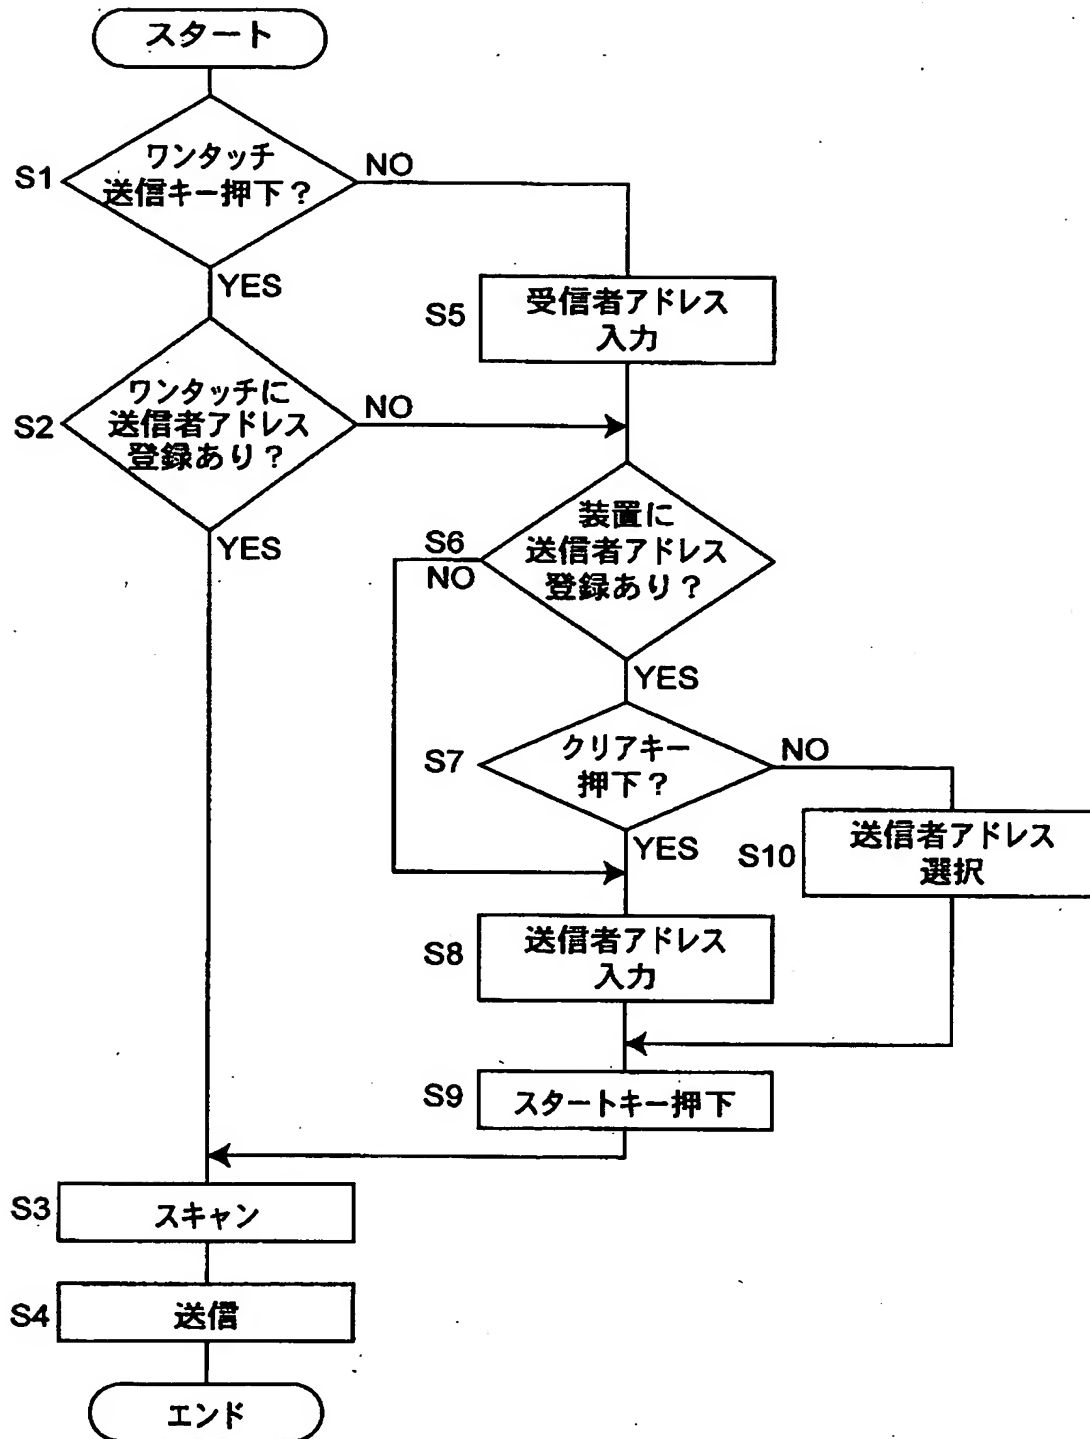 スタート
S1
ワンタッチ
送信キー押下?
NO
YES
S5
受信者アドレス
入力
S2
ワンタッチに
送信者アドレス
登録あり?
NO
YES
S6
NO
装置に
送信者アドレス
登録あり?
YES
S7
クリアキー
押下?
NO
YES
S10
送信者アドレス
選択
S8
送信者アドレス
入力
S9
スタートキー押下
S3
スキャン
S4
送信
エンド